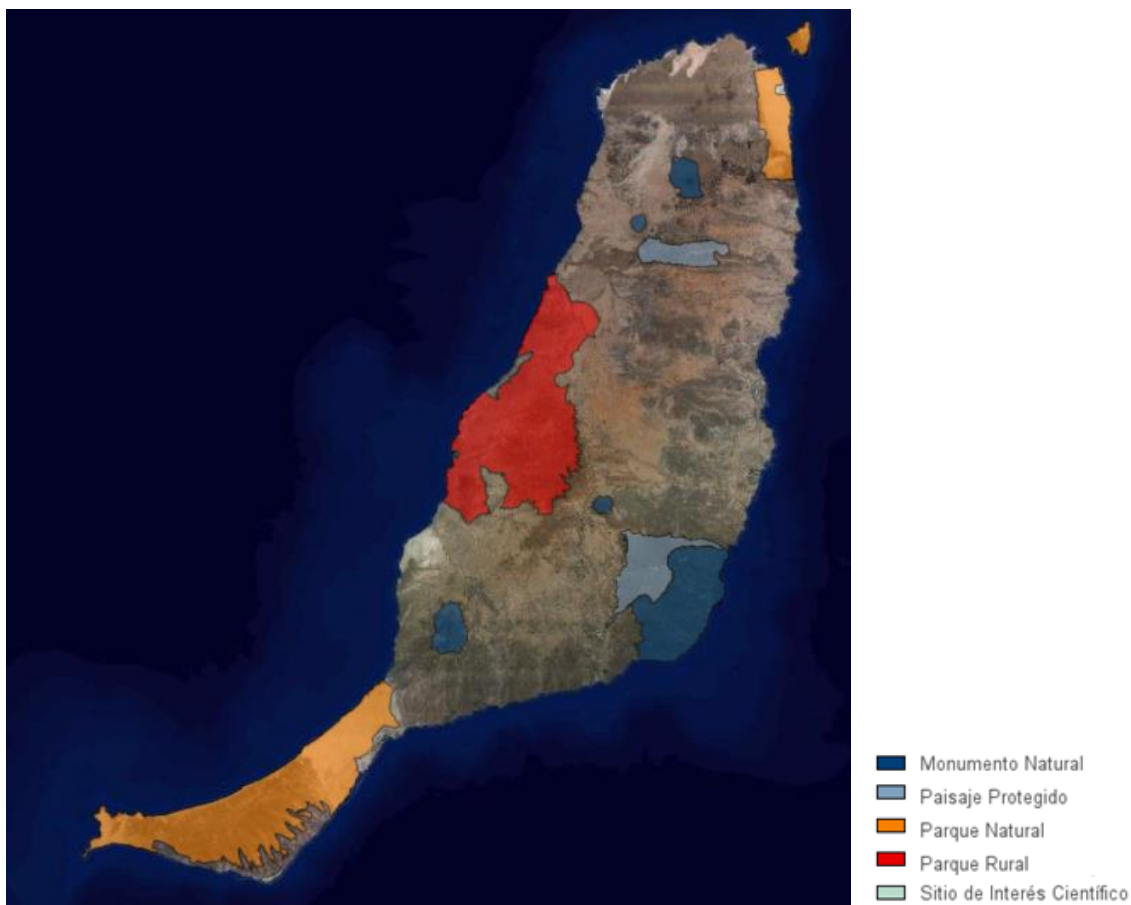 Monumento Natural
Paisaje Protegido
Parque Natural
Parque Rural
Sitio de Interés Científico